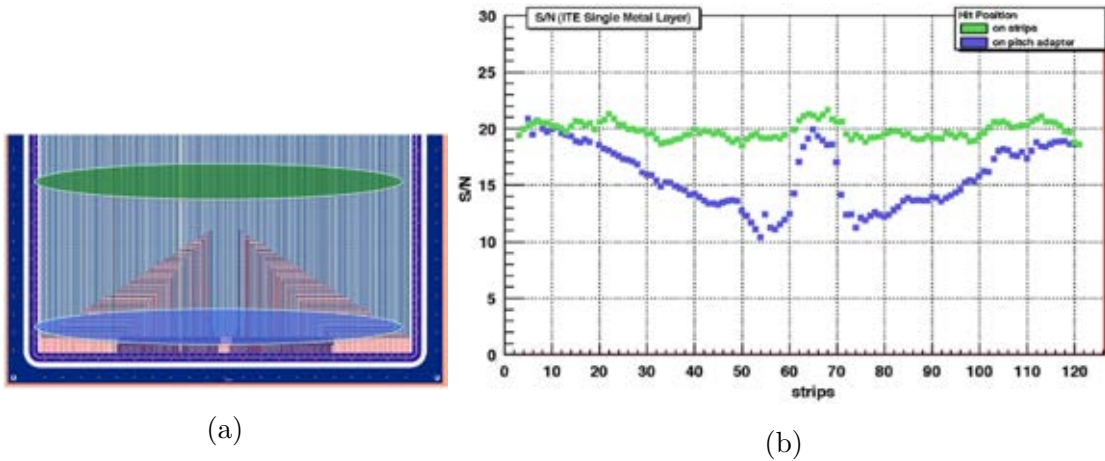 S/N (ITE Single Metal Layer)
Hit Position
on strips
on pitch adaptor
30
25
20
15
10
5
0
S/N
0 10 20 30 40 50 60 70 80 90 100 110 120
strips
(a)
(b)